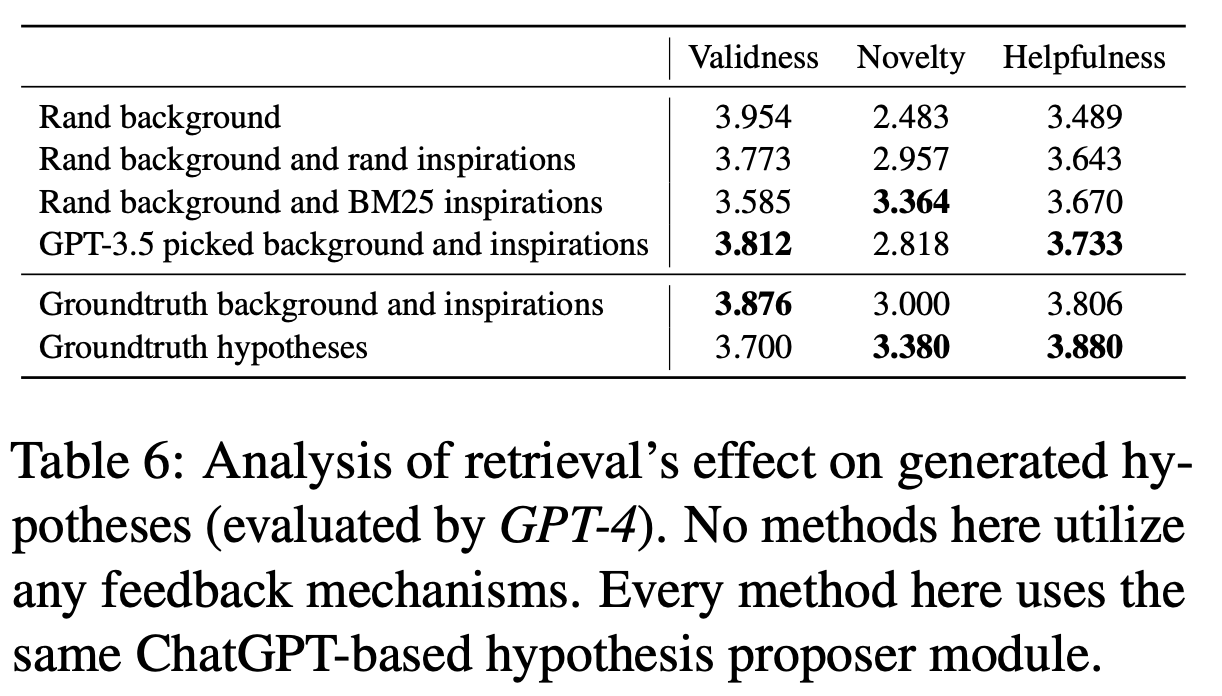 Validness Novelty Helpfulness
Rand background 3.954 2.483 3.489
Rand background and rand inspirations 3.773 2.957 3.643
Rand background and BM25 inspirations 3.585 3.364 3.670
GPT-3.5 picked background and inspirations 3.812 2.818 3.733
Groundtruth background and inspirations 3.876 3.000 3.806
Groundtruth hypotheses 3.700 3.380 3.880
Table 6: Analysis of retrieval’s effect on generated hy-
potheses (evaluated by GPT-4). No methods here utilize
any feedback mechanisms. Every method here uses the
same ChatGPT-based hypothesis proposer module.